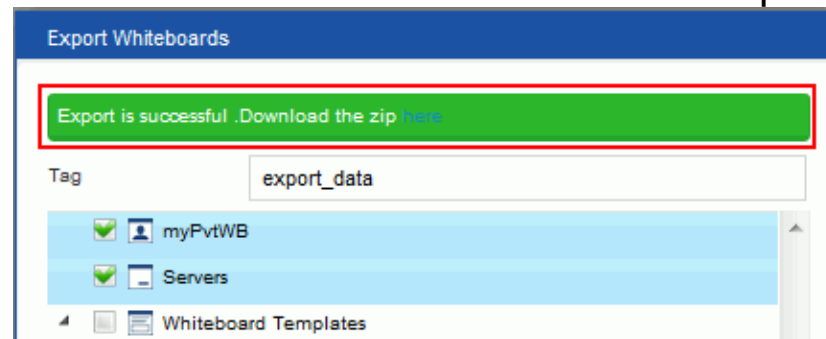 Export Whiteboards
Export is successful .Download the zip here
Tag
export_data
myPvtWB
Servers
Whiteboard Templates